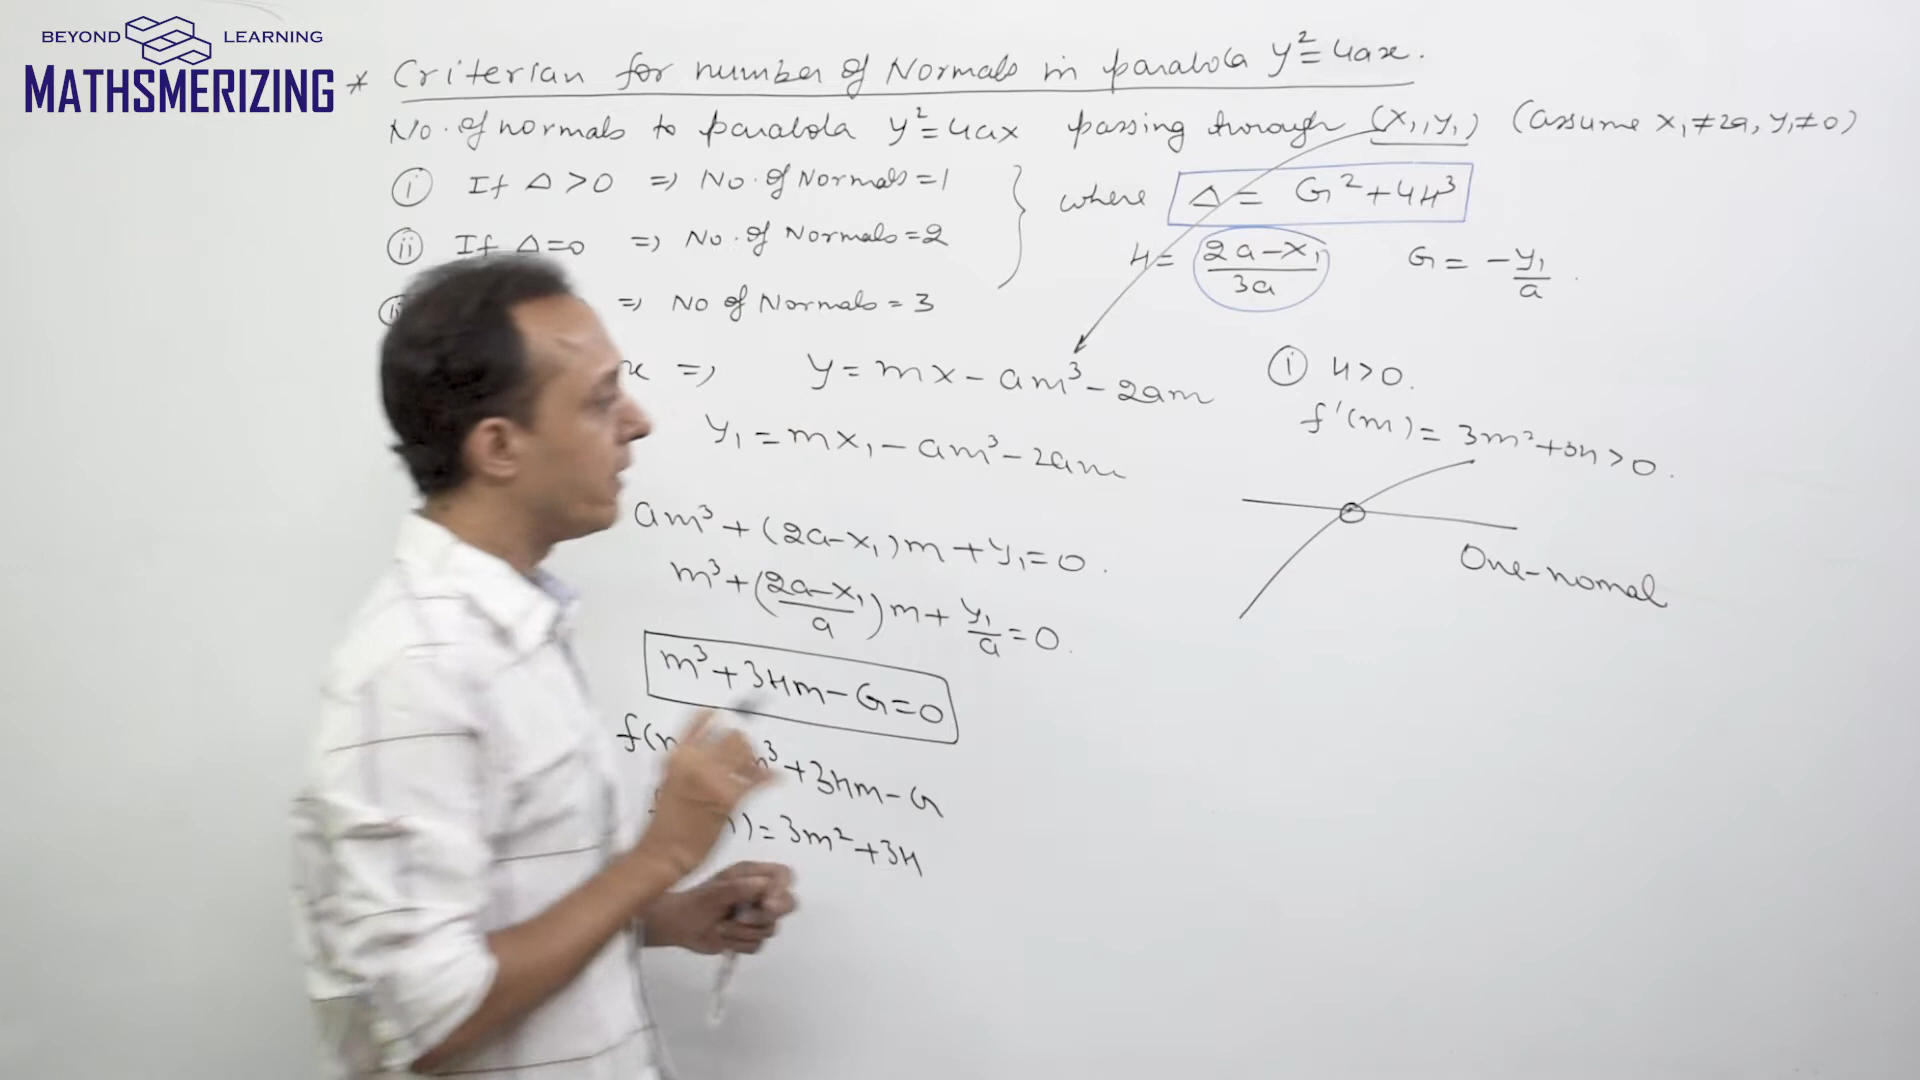 BEYOND LEARNING
MATHSMERIZING
* Criterian for number of Normals in parabola y²=4ax.
No. of normals to parabola y²=4ax passing through (x₁,y₁) (assume x₁≠2a, y₁≠0)
(i) If Δ>0 => No. of Normals=1
(ii) If Δ=0 => No. of Normals=2
=> No of Normals = 3
where Δ = G²+4H³
H = (2a-x₁)/3a G = -y₁/a
=> y = mx - am³ - 2am
y₁ = mx₁ - am³ - 2am
am³ + (2a-x₁)m + y₁ = 0.
m³ + ((2a-x₁)/a)m + y₁/a = 0.
m³+3Hm-G=0
m³+3Hm-G
)=3m²+3H
(i) H>0.
f'(m) = 3m²+3H>0.
One-nomal